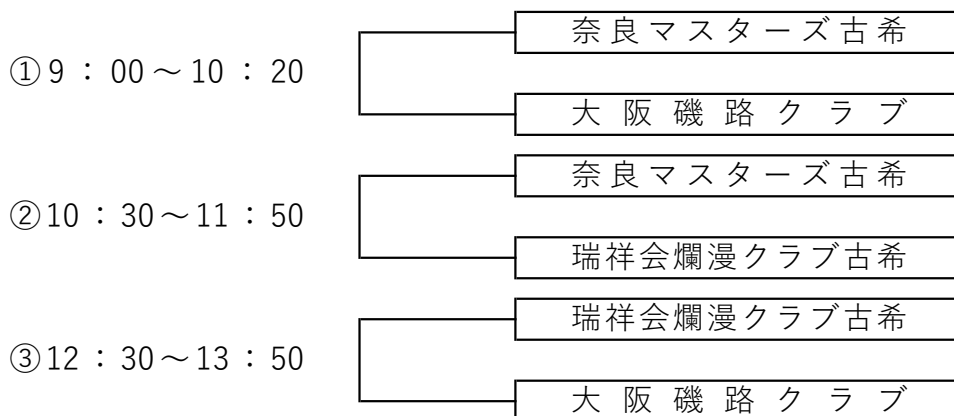 奈良マスターズ古希
①9：00～10：20
大阪磯路クラブ
奈良マスターズ古希
②10：30～11：50
瑞祥会爛漫クラブ古希
瑞祥会爛漫クラブ古希
③12：30～13：50
大阪磯路クラブ